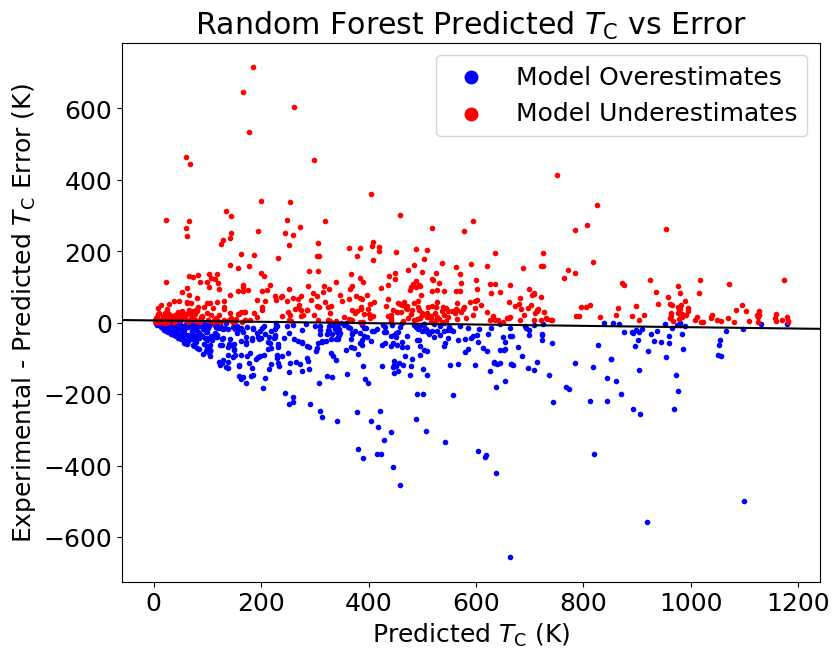 Random Forest Predicted T_C vs Error
Model Overestimates
Model Underestimates
Experimental - Predicted T_C Error (K)
600
400
200
0
−200
−400
−600
0 200 400 600 800 1000 1200
Predicted T_C (K)